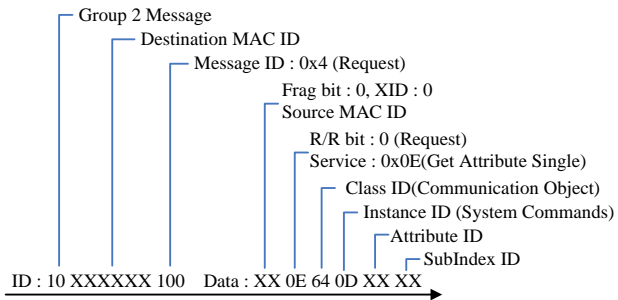 Group 2 Message
Destination MAC ID
Message ID : 0x4 (Request)
Frag bit : 0, XID : 0
Source MAC ID
R/R bit : 0 (Request)
Service : 0x0E(Get Attribute Single)
Class ID(Communication Object)
Instance ID (System Commands)
Attribute ID
SubIndex ID
ID : 10 XXXXXX 100 Data : XX 0E 64 0D XX XX